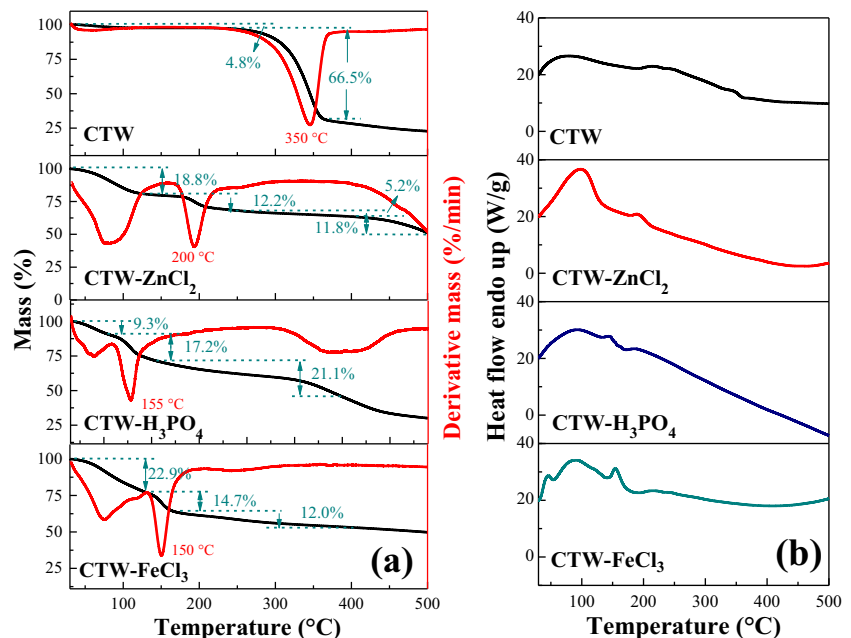 Mass (%)
100
75
50
25
4.8%
66.5%
350 °C
CTW
100
75
50
25
18.8%
12.2%
5.2%
11.8%
200 °C
CTW-ZnCl₂
100
75
50
25
9.3%
17.2%
21.1%
155 °C
CTW-H₃PO₄
100
75
50
25
22.9%
14.7%
12.0%
150 °C
CTW-FeCl₃
(a)
100 200 300 400 500
Temperature (°C)
Derivative mass (%/min)
Heat flow endo up (W/g)
40
20
0
CTW
40
20
0
CTW-ZnCl₂
40
20
0
CTW-H₃PO₄
40
20
0
CTW-FeCl₃
(b)
100 200 300 400 500
Temperature (°C)